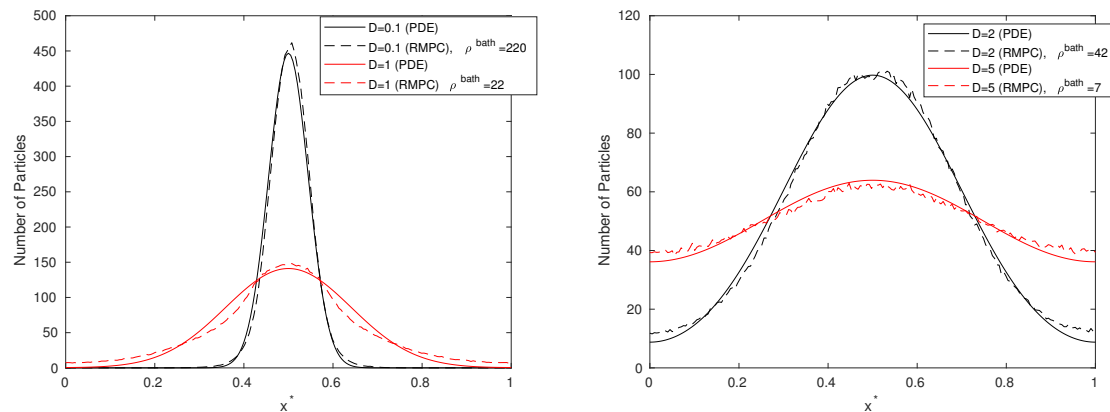 500
450
400
350
300
250
200
150
100
50
0
0
0.2
0.4
0.6
0.8
1
x*
Number of Particles
D=0.1 (PDE)
D=0.1 (RMPC), ρ bath =220
D=1 (PDE)
D=1 (RMPC) ρ bath =22
120
100
80
60
40
20
0
0
0.2
0.4
0.6
0.8
1
x*
Number of Particles
D=2 (PDE)
D=2 (RMPC), ρ bath =42
D=5 (PDE)
D=5 (RMPC), ρ bath =7